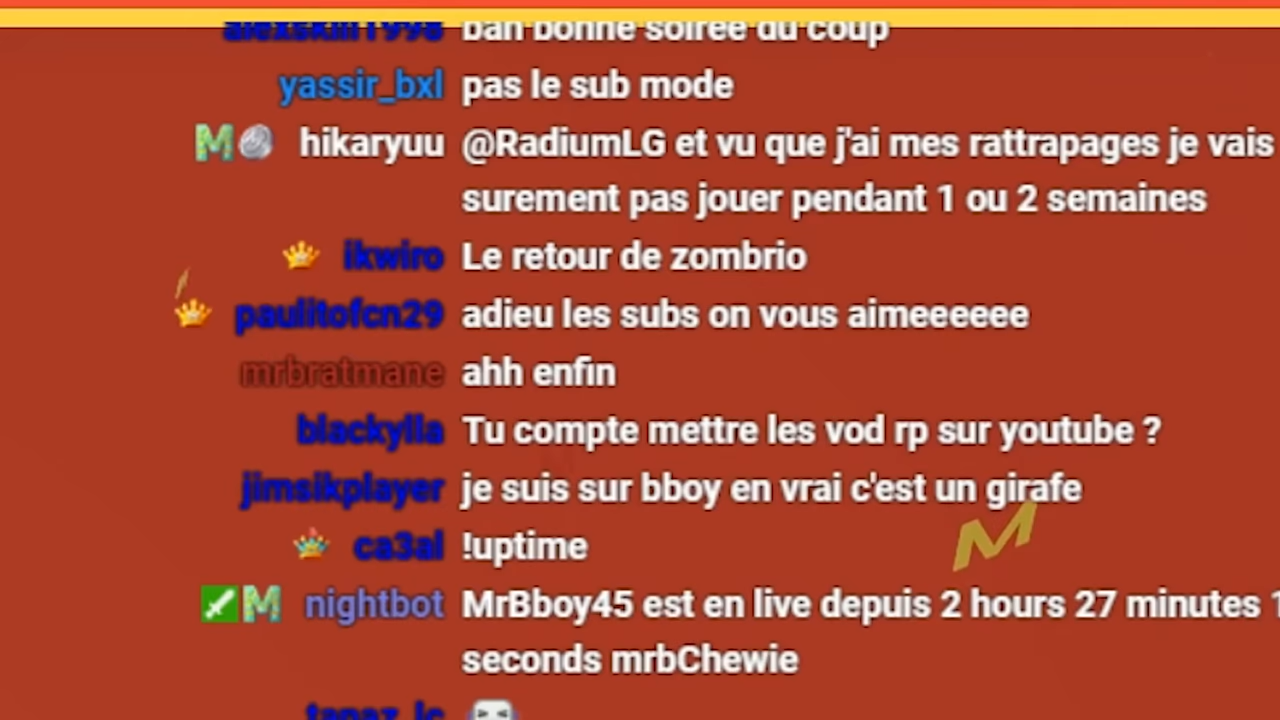 alexskill1998 bah bonne soirée du coup
yassir_bxl pas le sub mode
hikaryuu @RadiumLG et vu que j'ai mes rattrapages je vais
surement pas jouer pendant 1 ou 2 semaines
ikwiro Le retour de zombrio
paulitofcn29 adieu les subs on vous aimeeeeee
mrbratmane ahh enfin
blackylla Tu compte mettre les vod rp sur youtube ?
jimsikplayer je suis sur bboy en vrai c'est un girafe
M
ca3al !uptime
nightbot MrBboy45 est en live depuis 2 hours 27 minutes
seconds mrbChewie